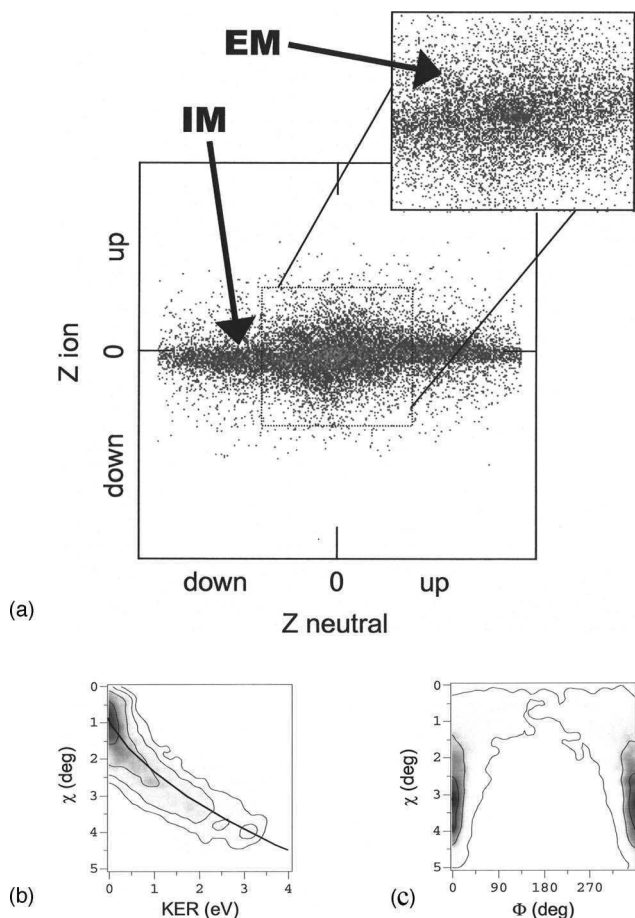 EM
IM
up
0
down
Z ion
down 0 up
Z neutral
(a)
0
1
2
3
4
5
χ (deg)
0 1 2 3 4
KER (eV)
(b)
0
1
2
3
4
5
χ (deg)
0 90 180 270
Φ (deg)
(c)